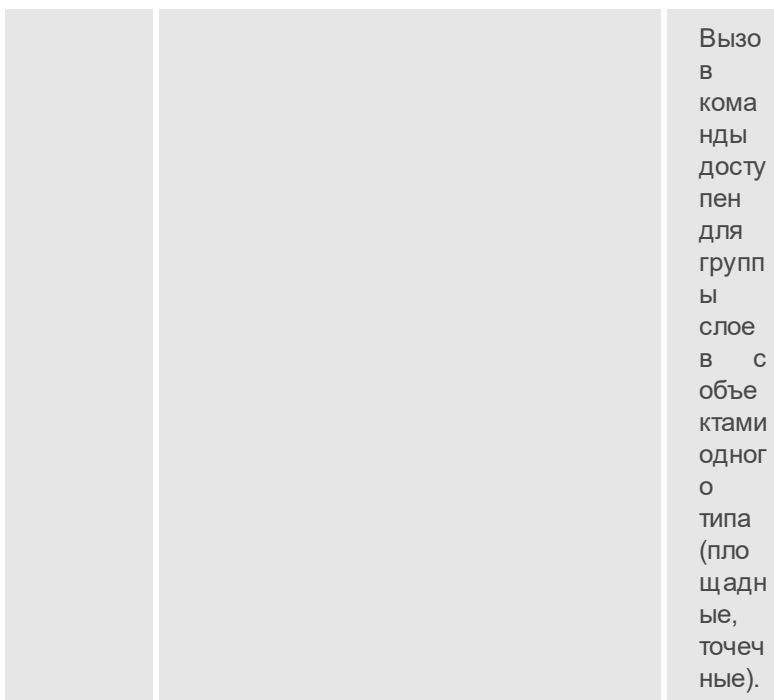 Вызо
в
кома
нды
досту
пен
для
групп
ы
слое
в с
объе
ктами
одног
о
типа
(пло
щадн
ые,
точеч
ные).